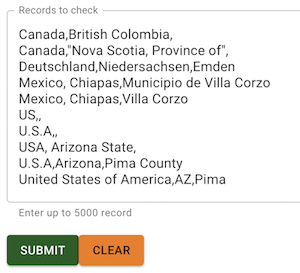 Records to check
Canada,British Colombia,
Canada,"Nova Scotia, Province of",
Deutschland,Niedersachsen,Emden
Mexico, Chiapas,Municipio de Villa Corzo
Mexico, Chiapas,Villa Corzo
US,,
U.S.A,,
USA, Arizona State,
U.S.A,Arizona,Pima County
United States of America,AZ,Pima
Enter up to 5000 record
SUBMIT CLEAR